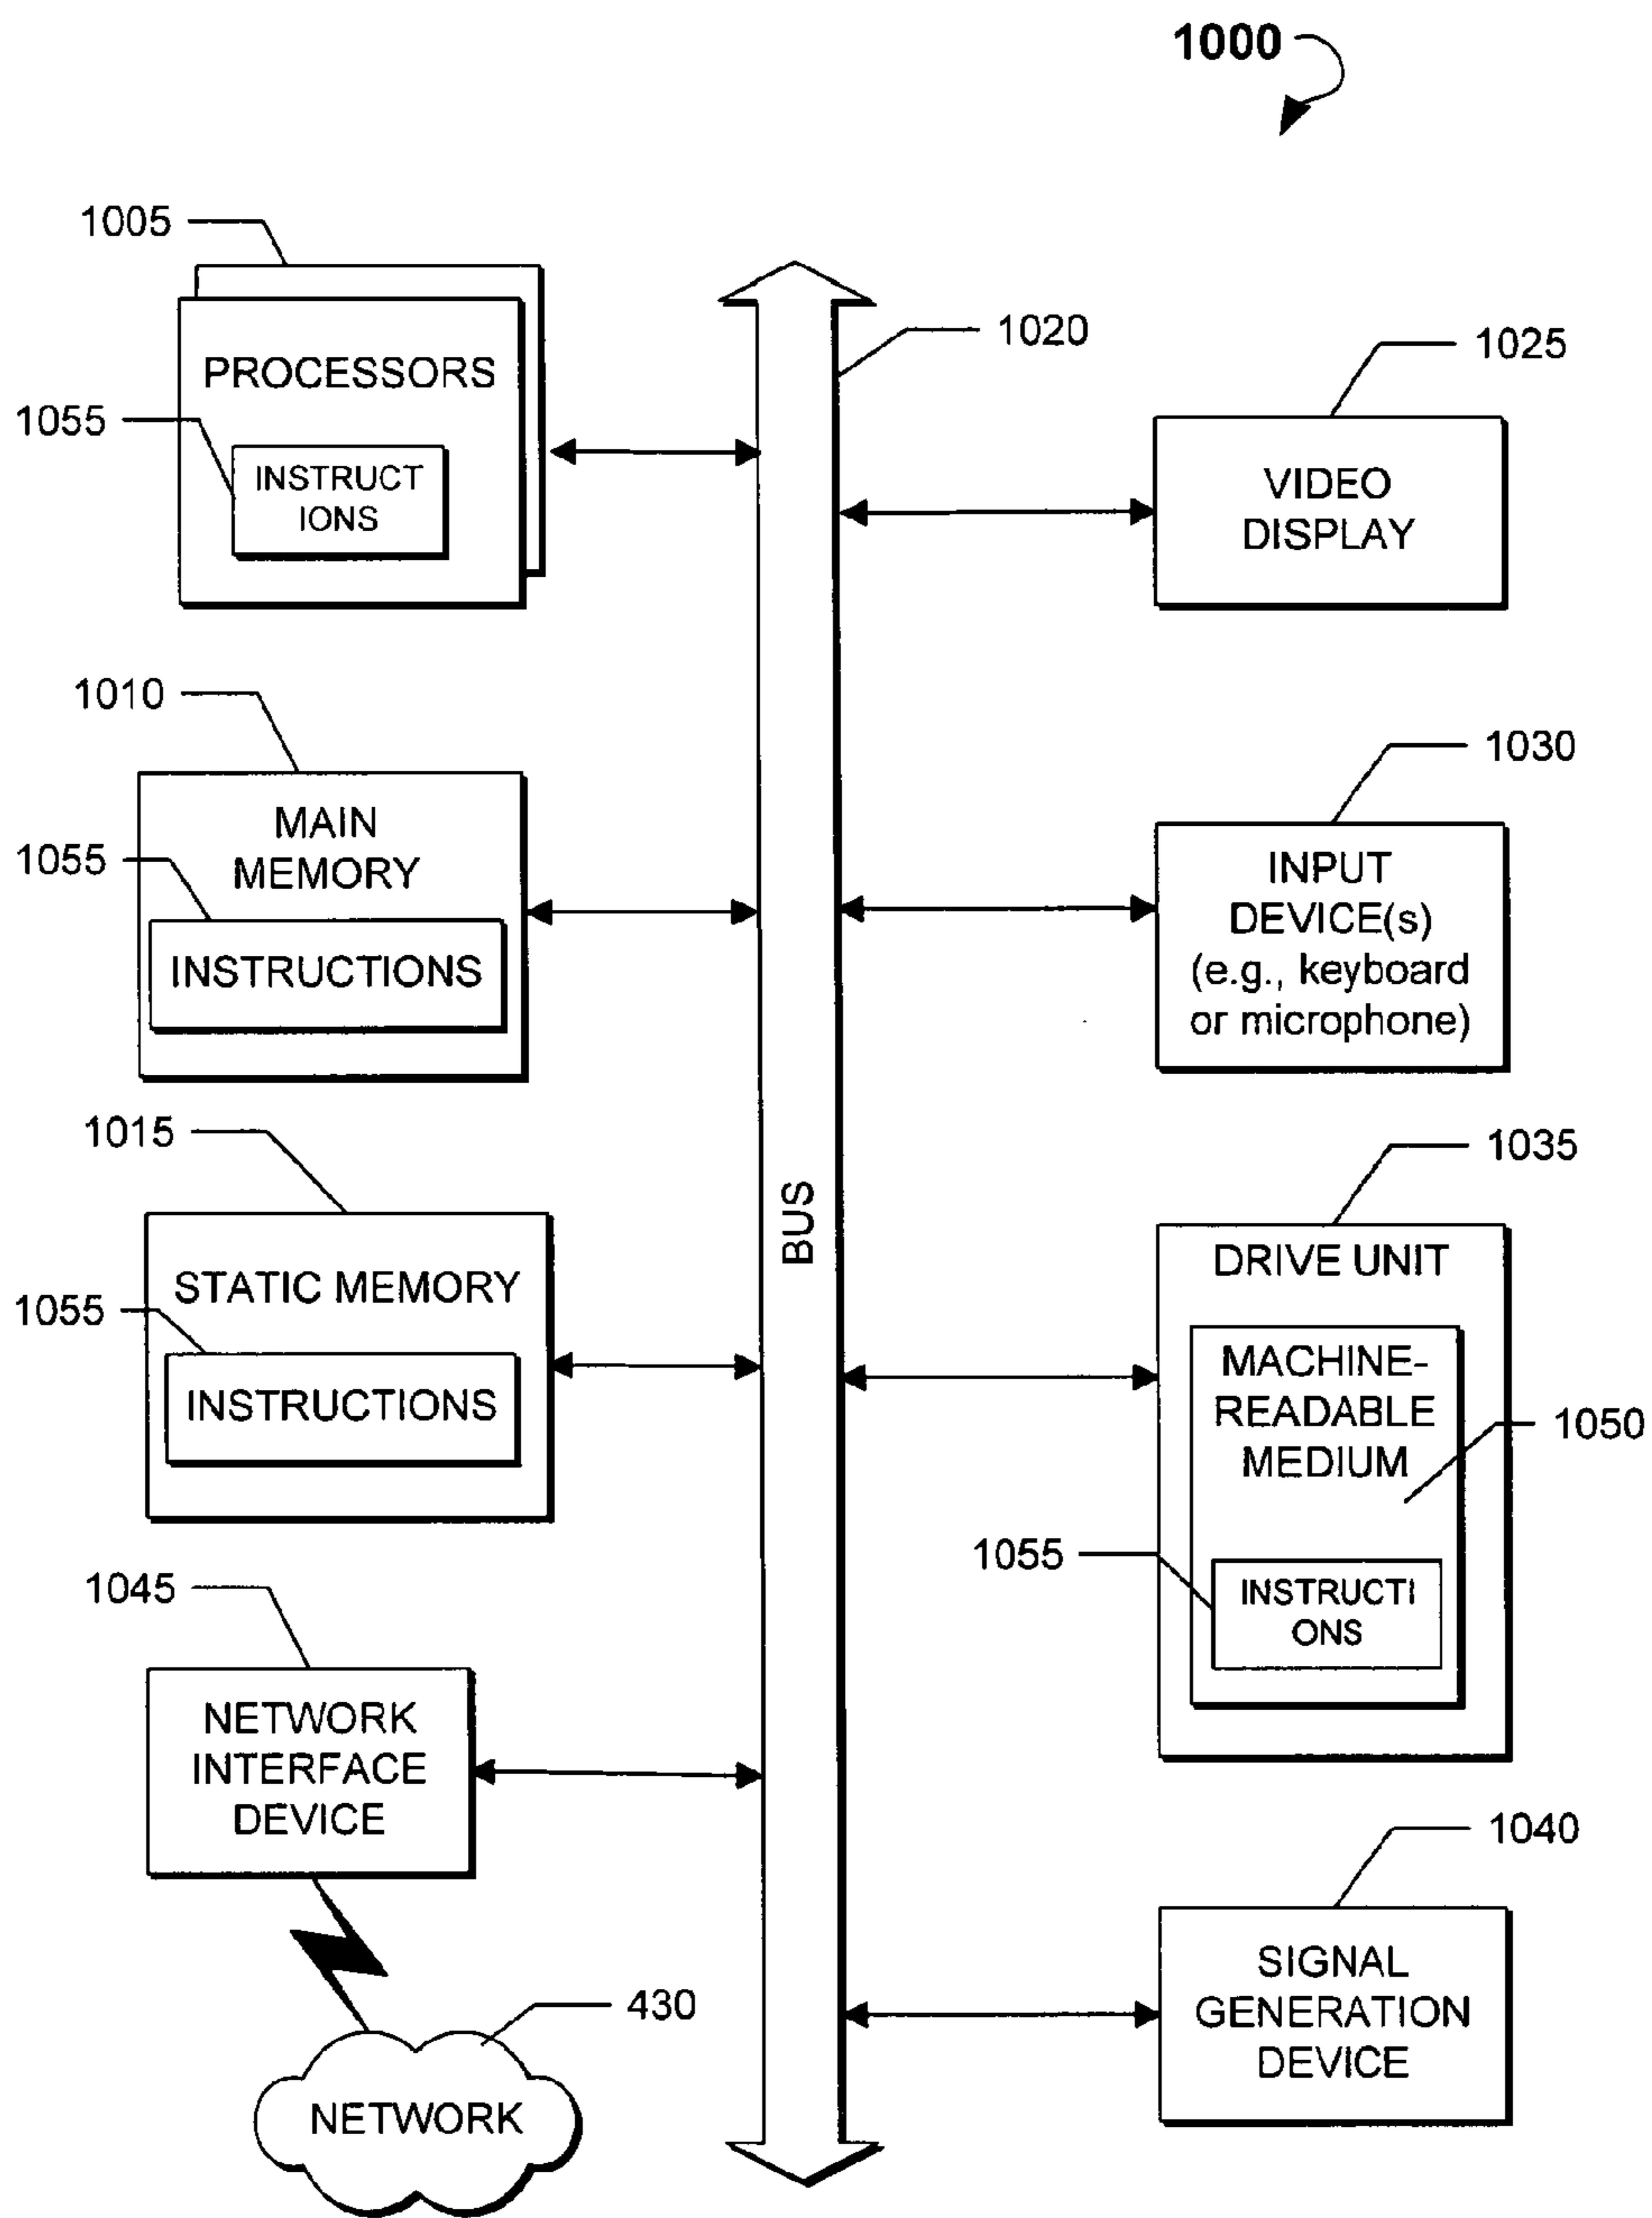 1000
1005
PROCESSORS
1055
INSTRUCT
IONS
1020
1025
VIDEO
DISPLAY
1010
MAIN
MEMORY
1055
INSTRUCTIONS
1030
INPUT
DEVICE(s)
(e.g., keyboard
or microphone)
1015
STATIC MEMORY
1055
INSTRUCTIONS
BUS
1035
DRIVE UNIT
MACHINE-
READABLE
MEDIUM
1050
1055
INSTRUCTI
ONS
1045
NETWORK
INTERFACE
DEVICE
1040
SIGNAL
GENERATION
DEVICE
430
NETWORK